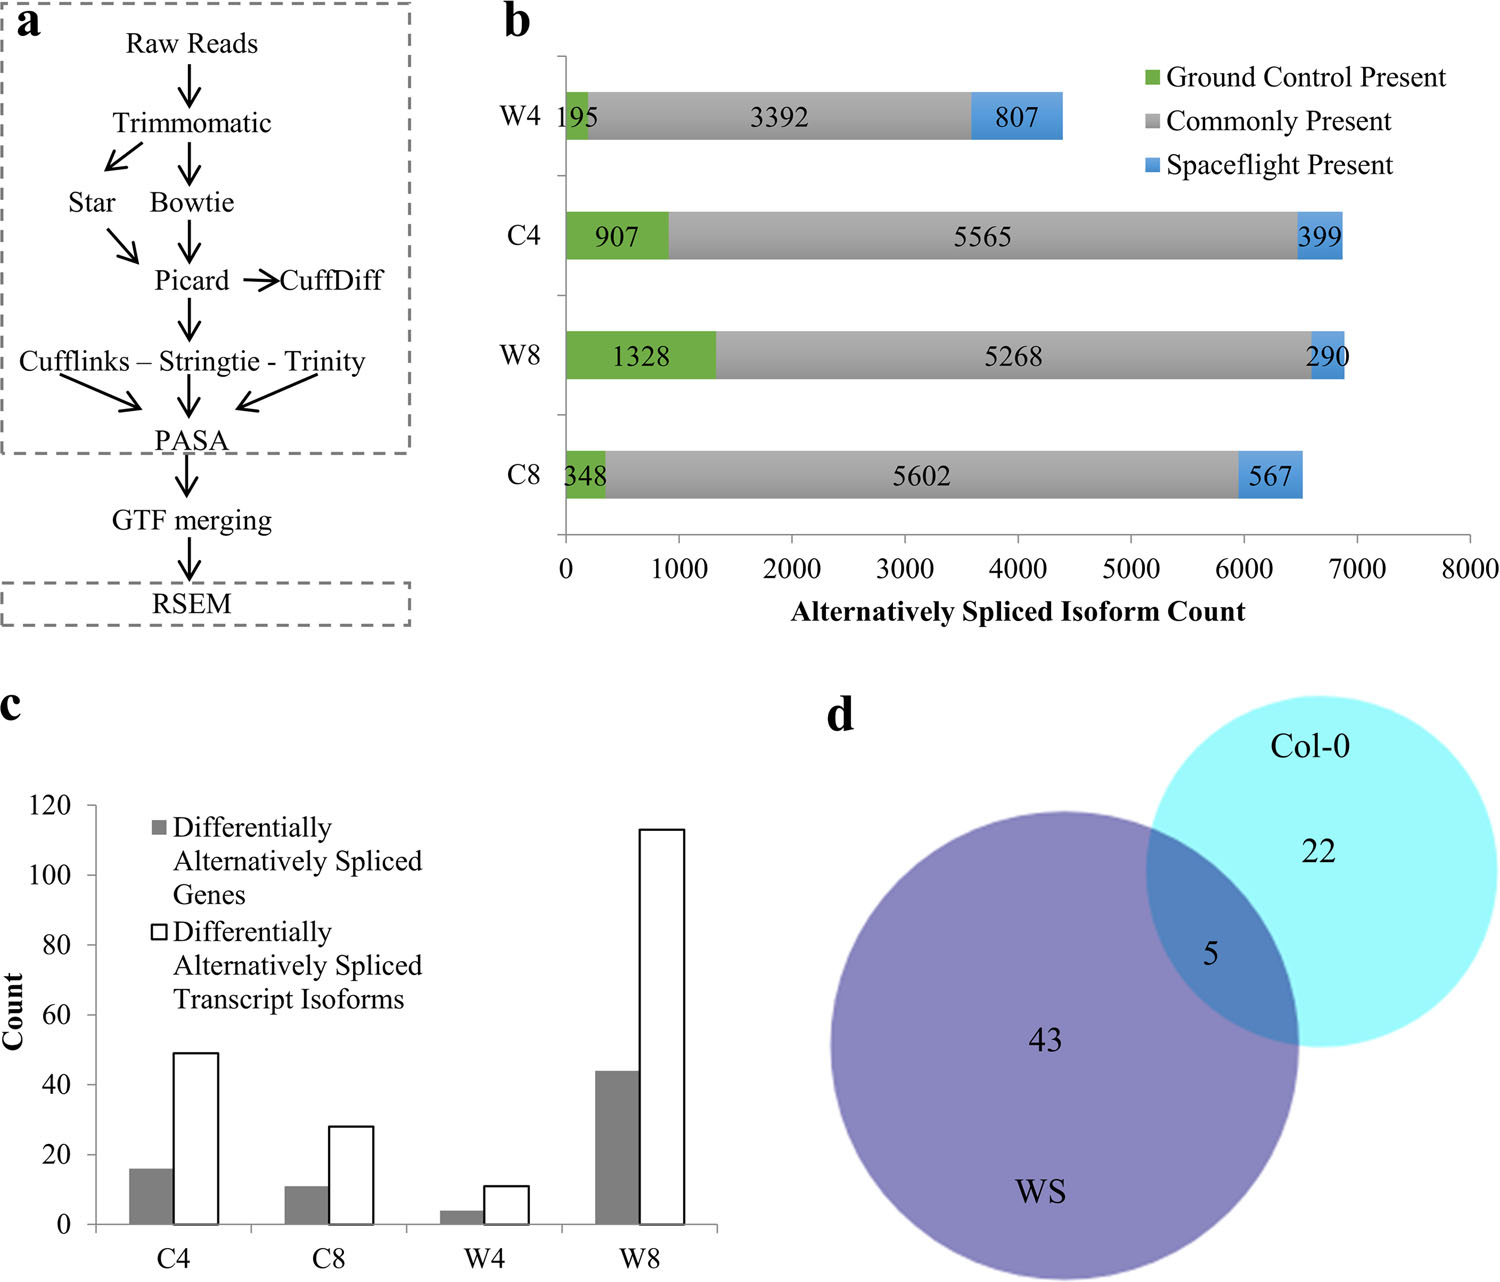 a
Raw Reads
Trimmomatic
Star Bowtie
Picard CuffDiff
Cufflinks – Stringtie - Trinity
PASA
GTF merging
RSEM
b
Ground Control Present
Commonly Present
Spaceflight Present
W4 195 3392 807
C4 907 5565 399
W8 1328 5268 290
C8 348 5602 567
0 1000 2000 3000 4000 5000 6000 7000 8000
Alternatively Spliced Isoform Count
c
Differentially
Alternatively Spliced
Genes
Differentially
Alternatively Spliced
Transcript Isoforms
120
100
80
60
40
20
0
Count
C4 C8 W4 W8
d
Col-0
22
5
43
WS